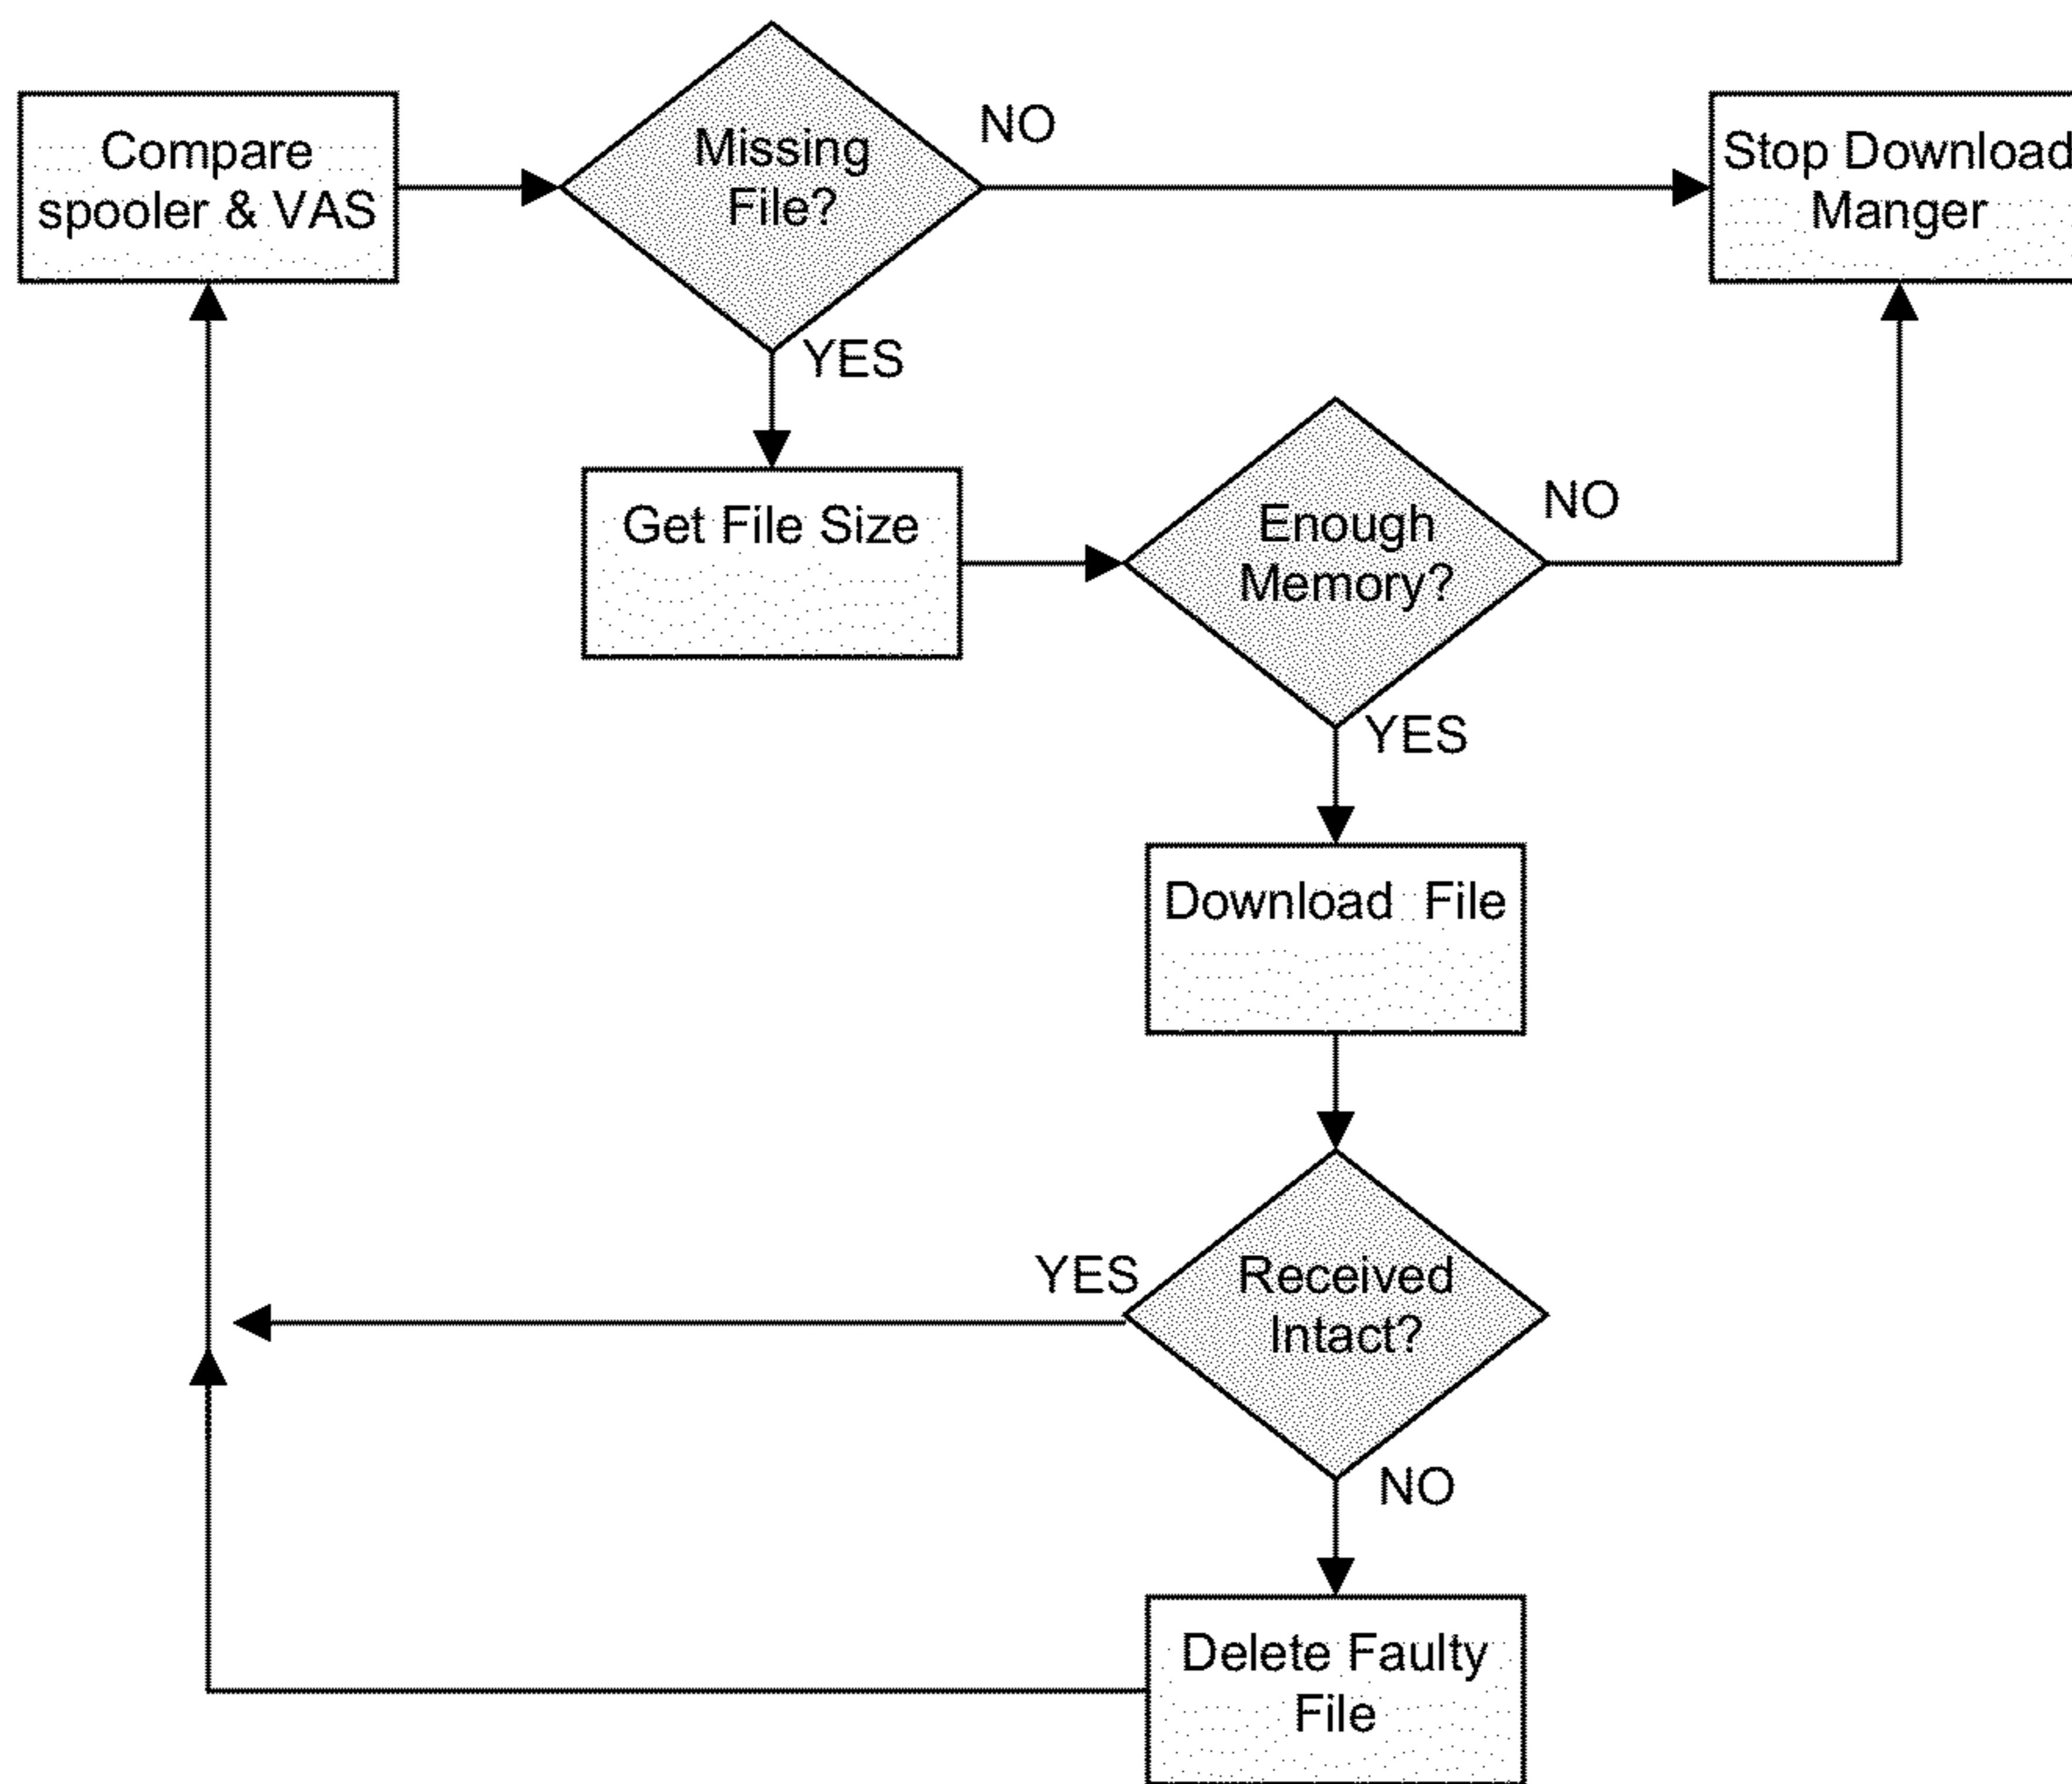 Compare
spooler & VAS
Missing
File?
NO
Stop Download
Manger
YES
Get File Size
Enough
Memory?
NO
YES
Download File
YES
Received
Intact?
NO
Delete Faulty
File